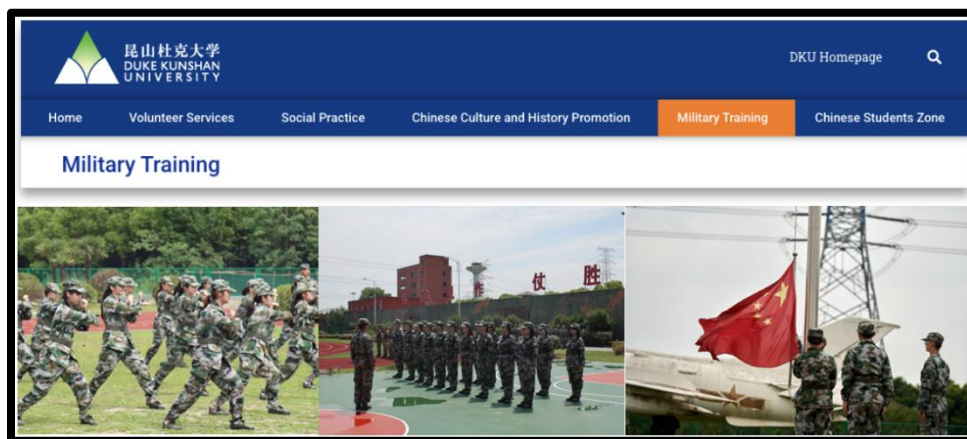 昆山杜克大学
DUKE KUNSHAN
UNIVERSITY
DKU Homepage
Home Volunteer Services Social Practice Chinese Culture and History Promotion Military Training Chinese Students Zone
Military Training
仗 胜